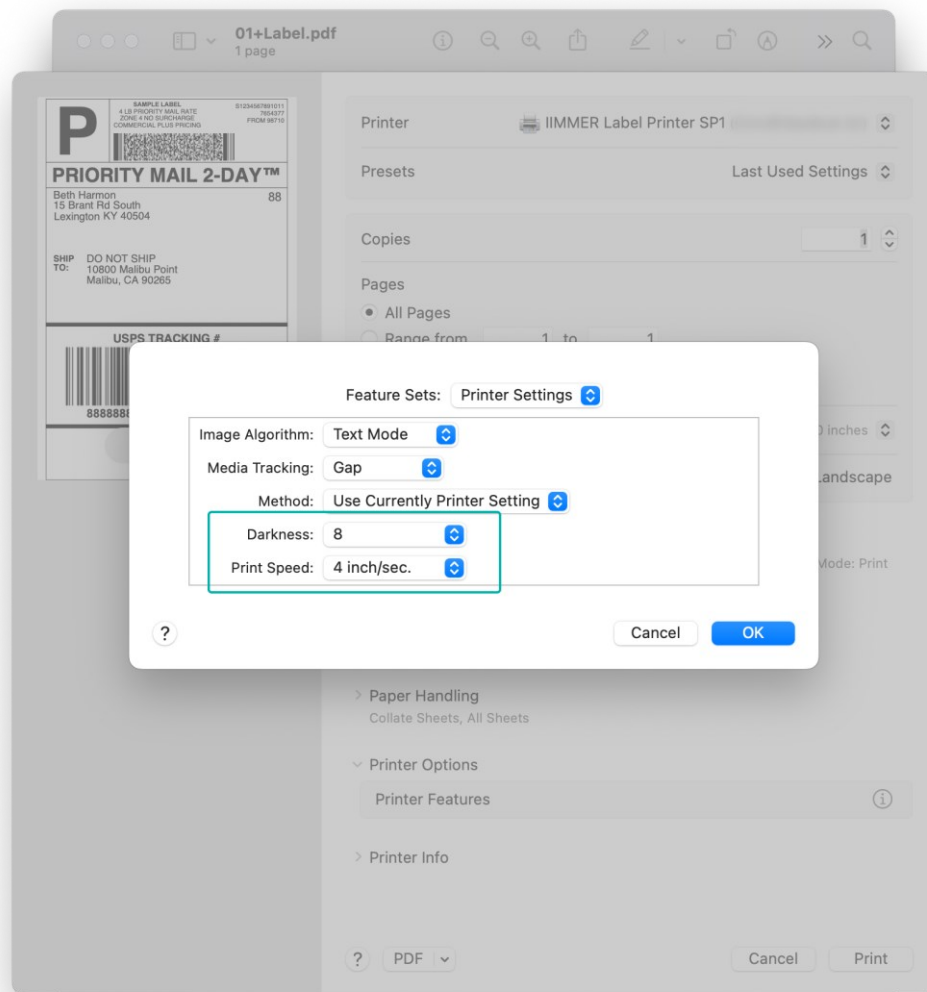 01+Label.pdf
1 page
SAMPLE LABEL
4 LB PRIORITY MAIL RATE
ZONE 4 NO SURCHARGE
COMMERCIAL PLUS PRICING
S1234567891011
7654377
FROM 98710
P
PRIORITY MAIL 2-DAY™
Beth Harmon 88
15 Brant Rd South
Lexington KY 40504
SHIP TO: DO NOT SHIP
10800 Malibu Point
Malibu, CA 90265
USPS TRACKING #
8888888
Printer IIMMER Label Printer SP1
Presets Last Used Settings
Copies 1
Pages
All Pages
Range from 1 to 1
inches
Landscape
Mode: Print
Feature Sets: Printer Settings
Image Algorithm: Text Mode
Media Tracking: Gap
Method: Use Currently Printer Setting
Darkness: 8
Print Speed: 4 inch/sec.
? Cancel OK
Paper Handling
Collate Sheets, All Sheets
Printer Options
Printer Features
Printer Info
? PDF Cancel Print